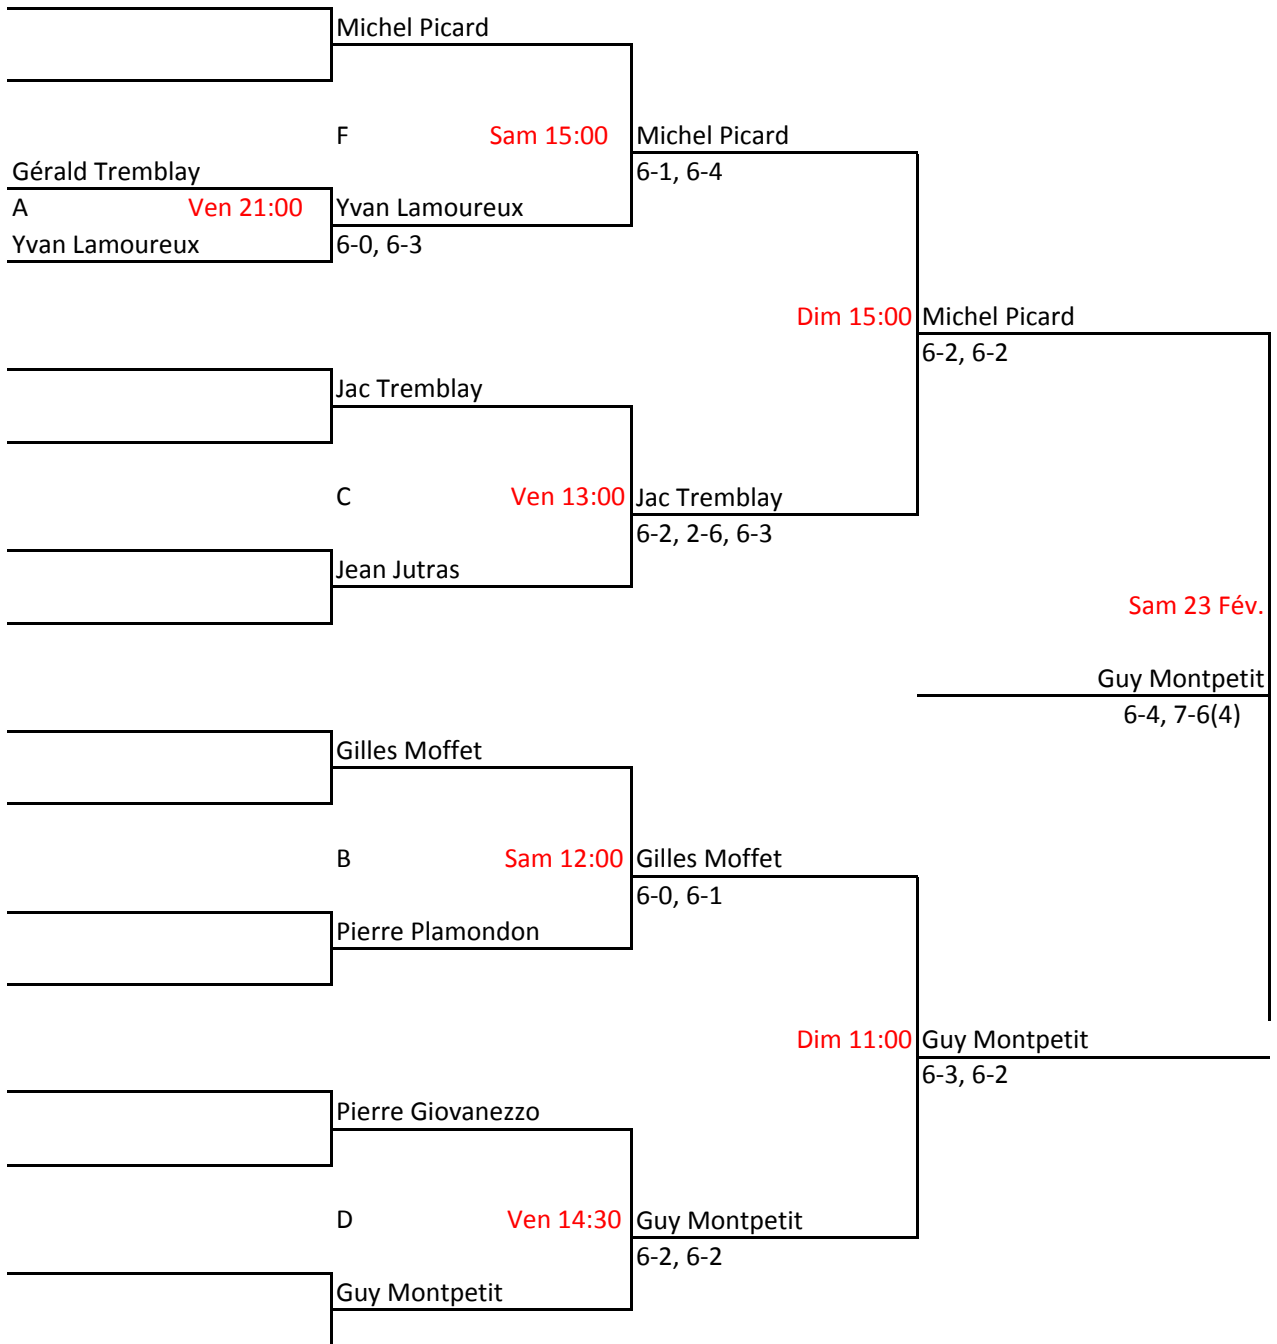 Michel Picard
F Sam 15:00 Michel Picard
Gérald Tremblay 6-1, 6-4
A Ven 21:00 Yvan Lamoureux
Yvan Lamoureux 6-0, 6-3
Dim 15:00 Michel Picard
6-2, 6-2
Jac Tremblay
C Ven 13:00 Jac Tremblay
6-2, 2-6, 6-3
Jean Jutras
Sam 23 Fév.
Guy Montpetit
6-4, 7-6(4)
Gilles Moffet
B Sam 12:00 Gilles Moffet
6-0, 6-1
Pierre Plamondon
Dim 11:00 Guy Montpetit
6-3, 6-2
Pierre Giovanezzo
D Ven 14:30 Guy Montpetit
6-2, 6-2
Guy Montpetit